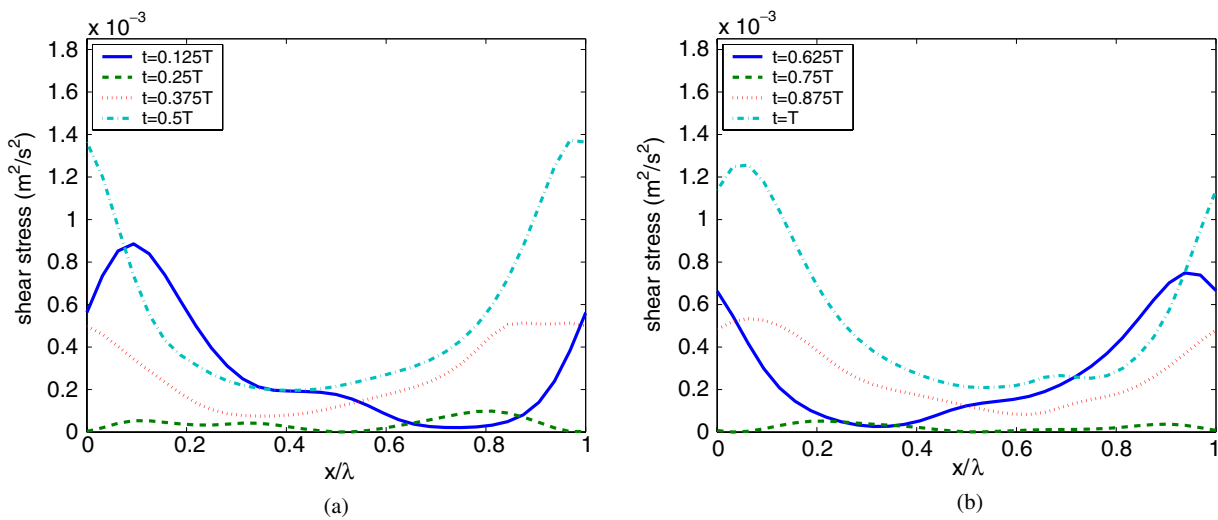 x 10⁻³
1.8
1.6
1.4
1.2
1
0.8
0.6
0.4
0.2
0
shear stress (m²/s²)
t=0.125T
t=0.25T
t=0.375T
t=0.5T
0 0.2 0.4 0.6 0.8 1
x/λ
(a)
x 10⁻³
1.8
1.6
1.4
1.2
1
0.8
0.6
0.4
0.2
0
shear stress (m²/s²)
t=0.625T
t=0.75T
t=0.875T
t=T
0 0.2 0.4 0.6 0.8 1
x/λ
(b)